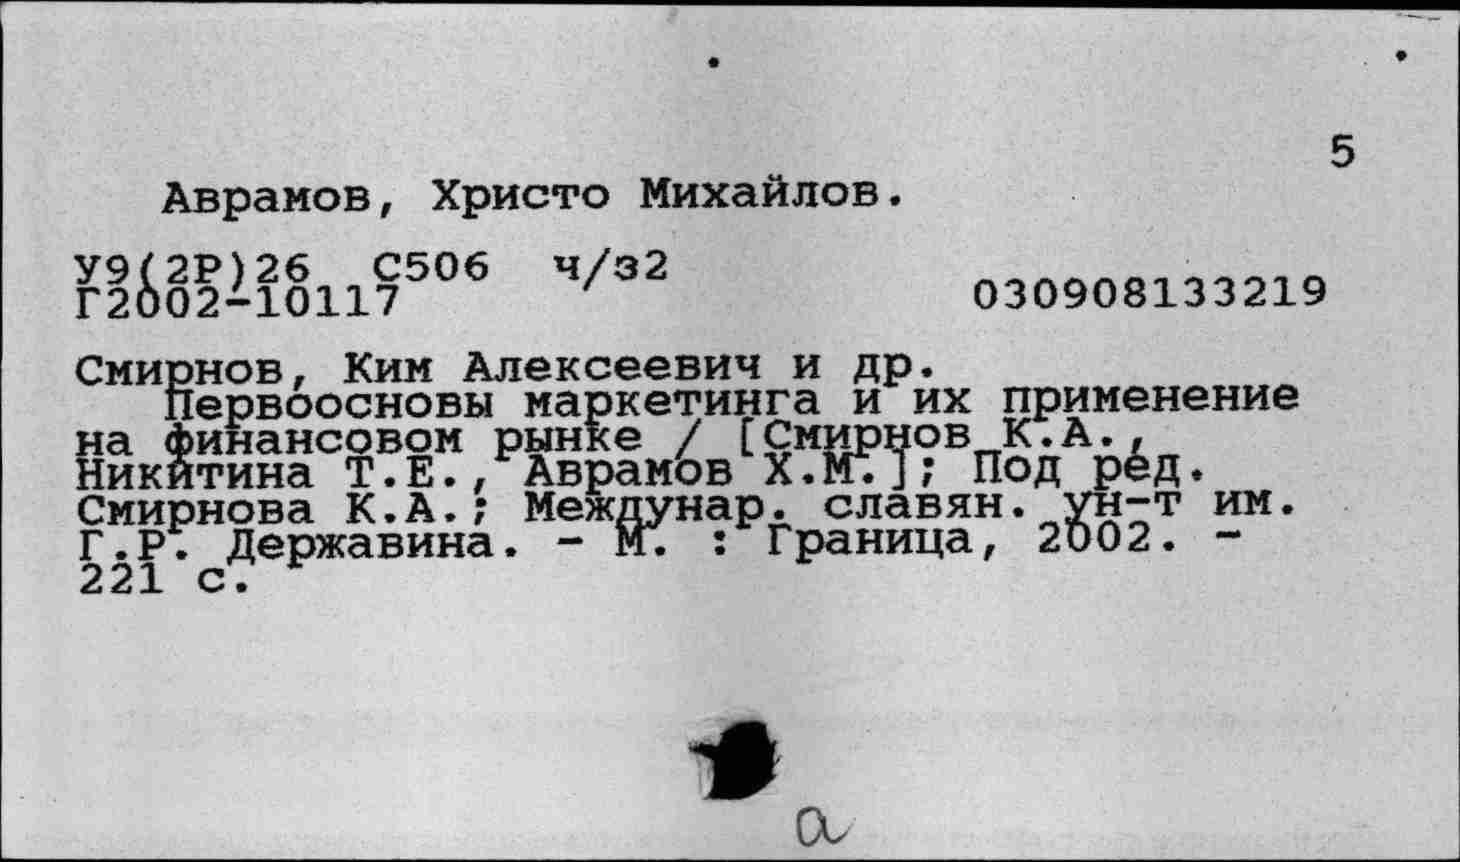 5
Аврамов, Христо Михайлов.
У9(2Р)26 С506 ч/з2
Г2002-10117 030908133219
Смирнов, Ким Алексеевич и др.
Первоосновы маркетинга и их применение
на финансовом рынке / [Смирнов К.А.,
Никитина Т.Е., Аврамов Х.М.]; Под ред.
Смирнова К.А.; Междунар. славян. ун-т им.
Г.Р. Державина. - М. : Граница, 2002. -
221 с.
а